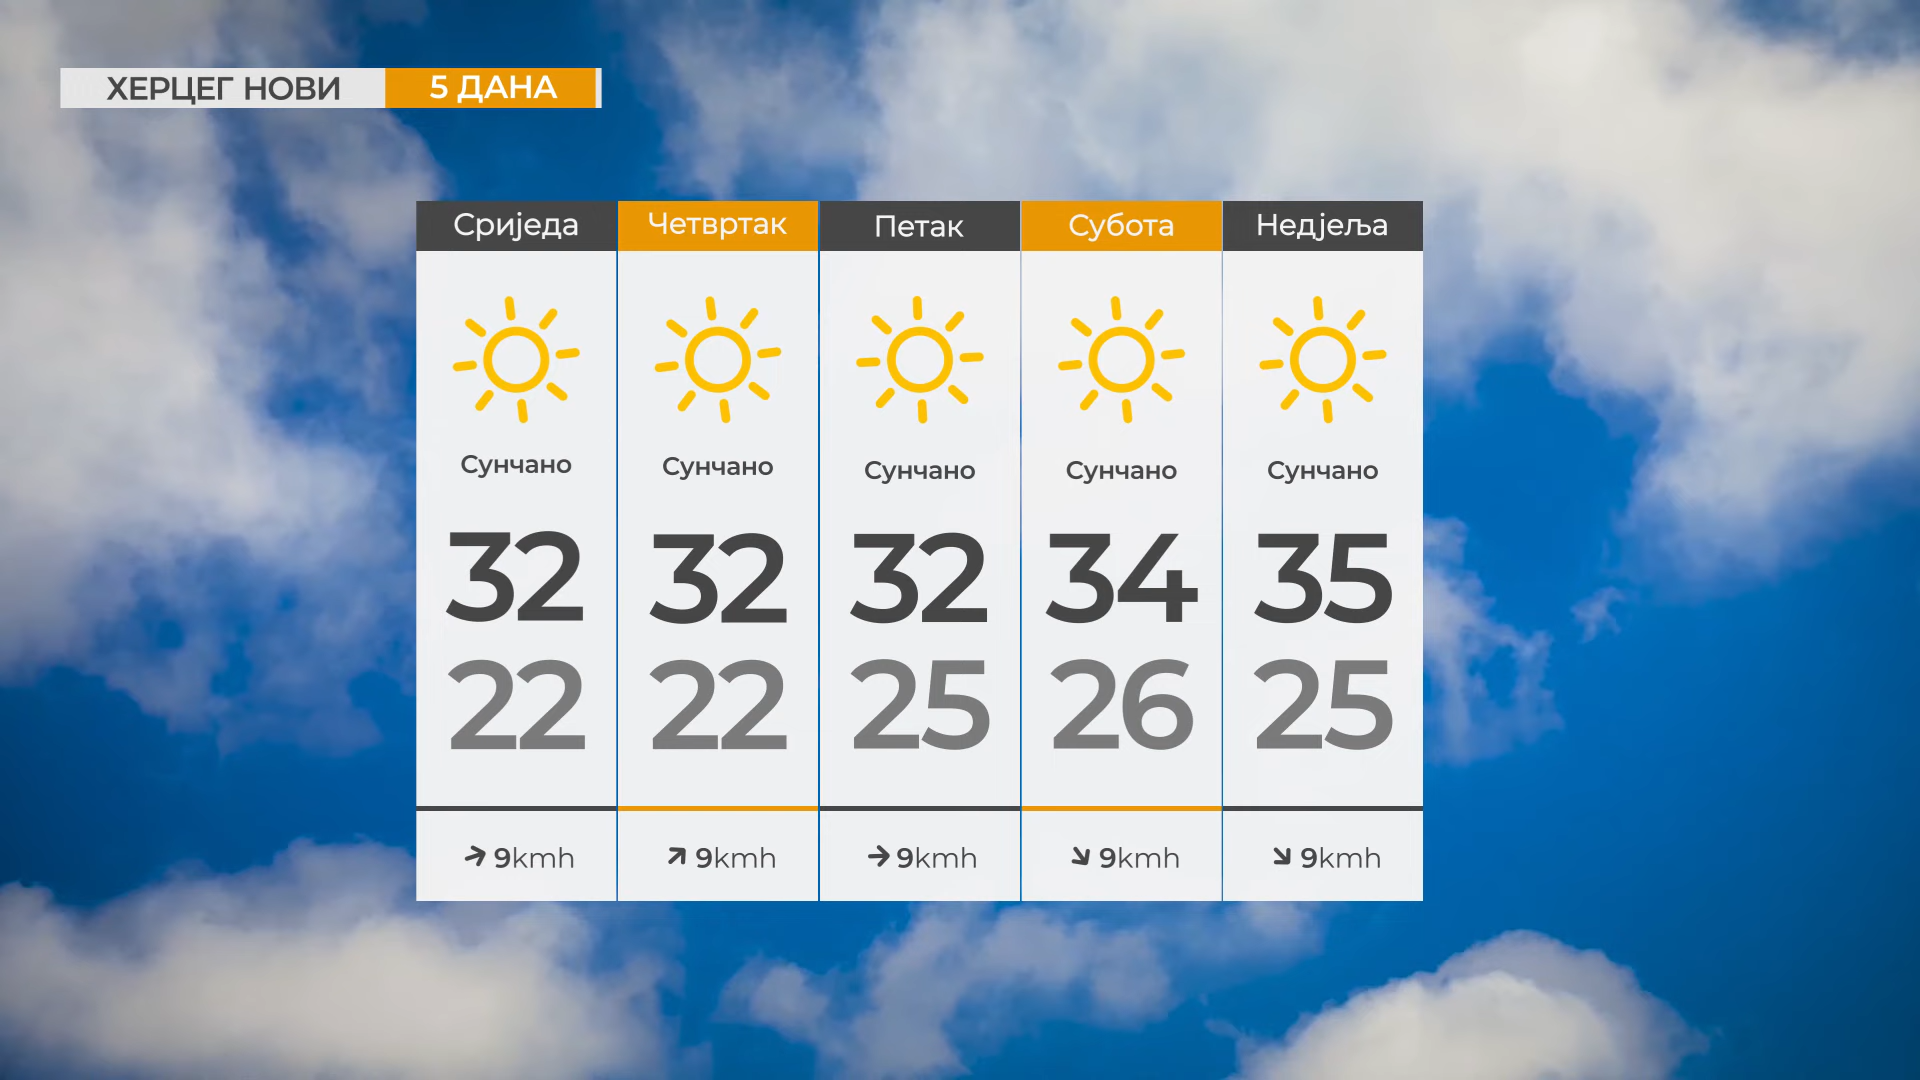 ХЕРЦЕГ НОВИ 5 ДАНА
Сриједа Четвртак Петак Субота Недјеља
Сунчано Сунчано Сунчано Сунчано Сунчано
32 32 32 34 35
22 22 25 26 25
9kmh 9kmh 9kmh 9kmh 9kmh